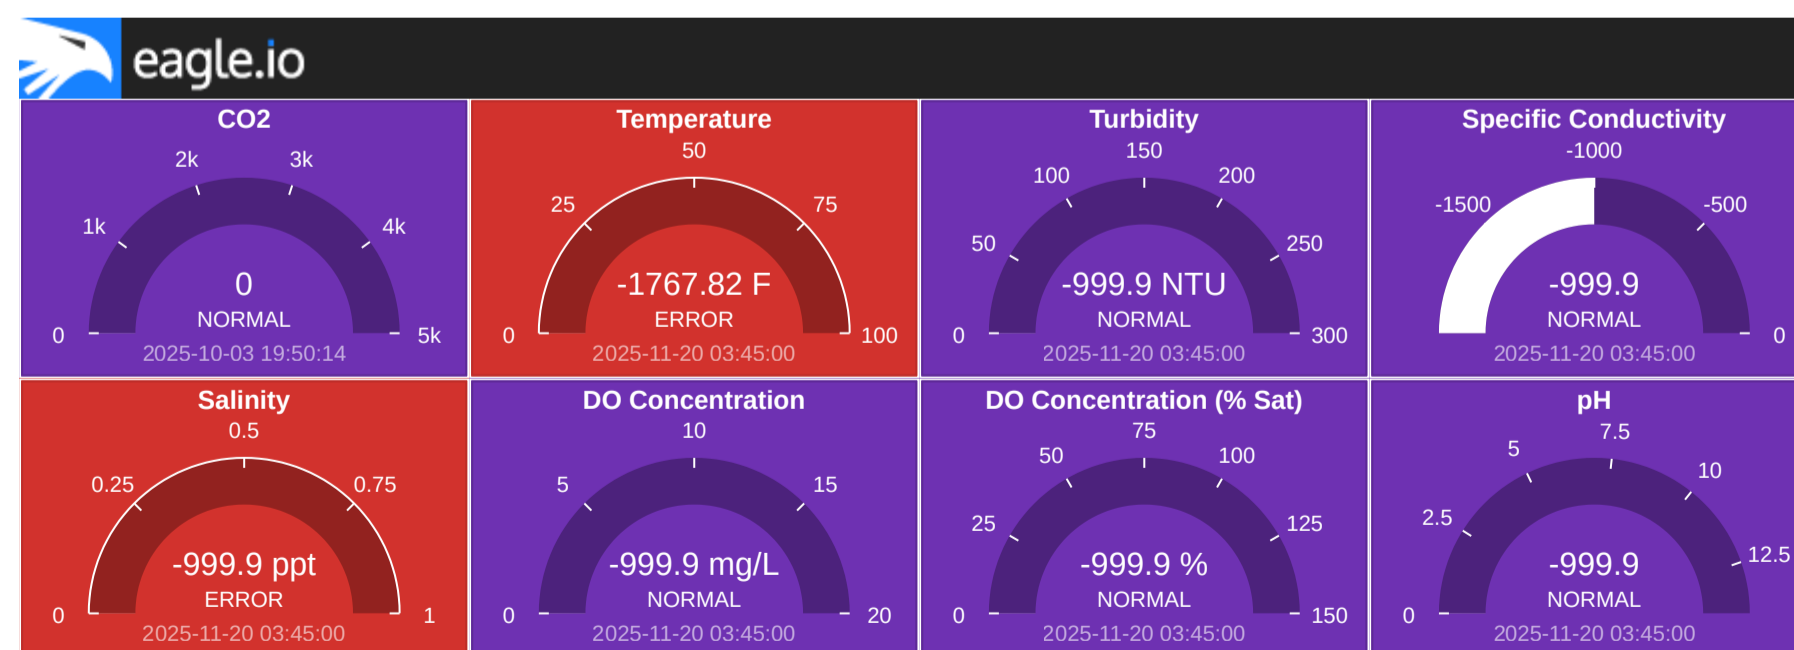 eagle.io
CO2
2k 3k
1k 4k
0
NORMAL
0 5k
2025-10-03 19:50:14
Temperature
50
25 75
-1767.82 F
ERROR
0 100
2025-11-20 03:45:00
Turbidity
150
100 200
50 250
-999.9 NTU
NORMAL
0 300
2025-11-20 03:45:00
Specific Conductivity
-1000
-1500 -500
-999.9
NORMAL
0
2025-11-20 03:45:00
Salinity
0.5
0.25 0.75
-999.9 ppt
ERROR
0 1
2025-11-20 03:45:00
DO Concentration
10
5 15
-999.9 mg/L
NORMAL
0 20
2025-11-20 03:45:00
DO Concentration (% Sat)
75
50 100
25 125
-999.9 %
NORMAL
0 150
2025-11-20 03:45:00
pH
7.5
5 10
2.5 12.5
-999.9
NORMAL
0
2025-11-20 03:45:00